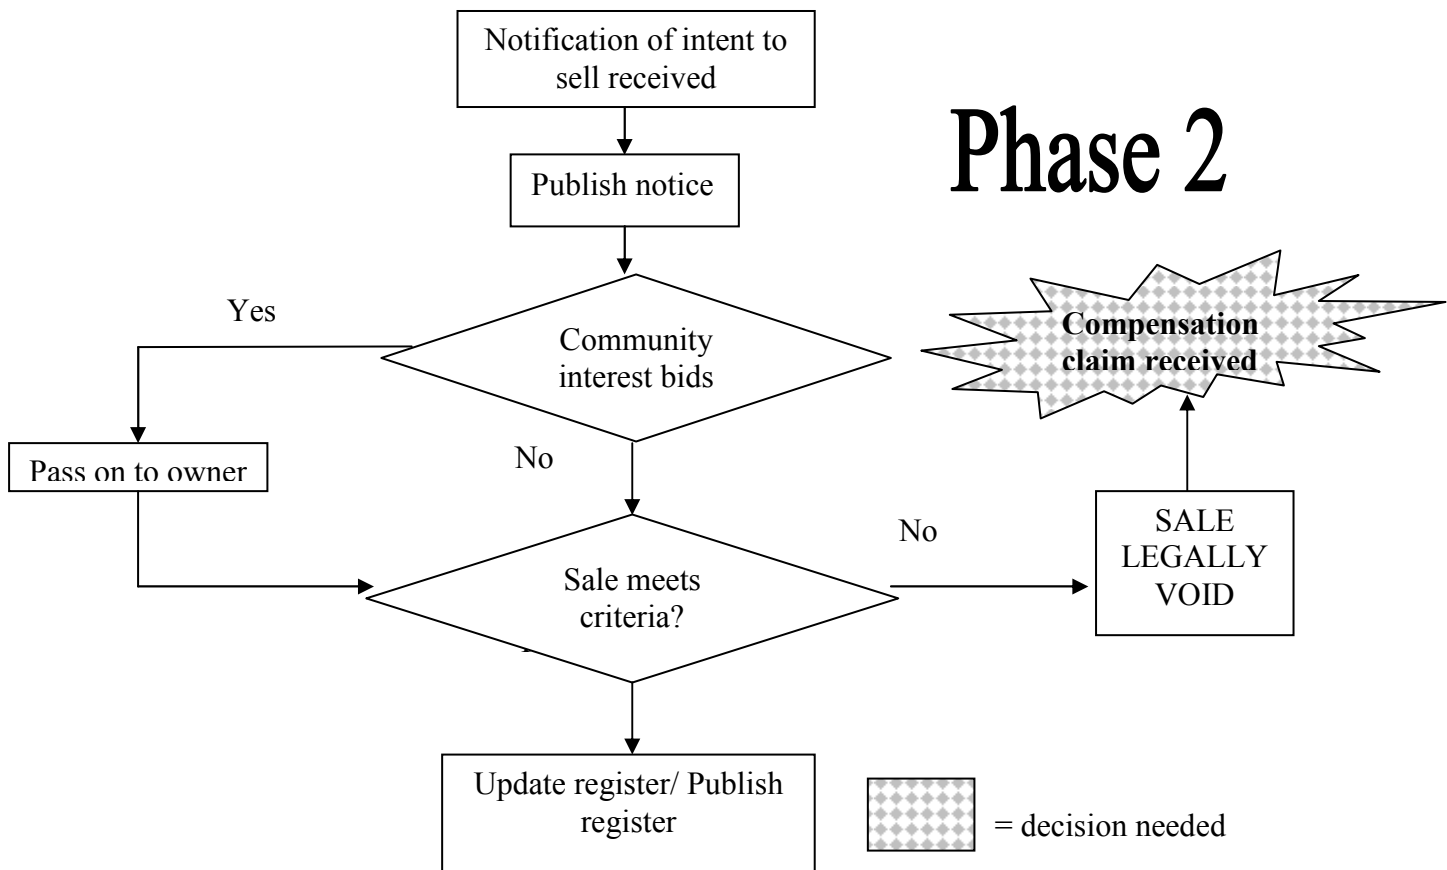 Notification of intent to
sell received
Phase 2
Publish notice
Yes
Community
interest bids
Compensation
claim received
No
Pass on to owner
No
SALE
LEGALLY
VOID
Sale meets
criteria?
Update register/ Publish
register
= decision needed